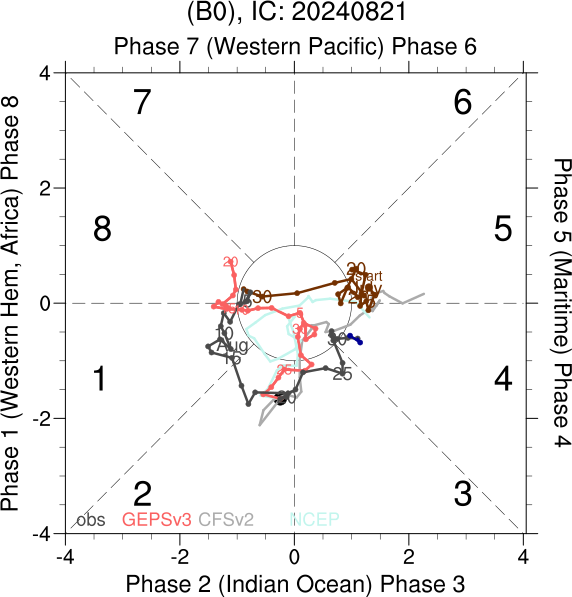 (B0), IC: 20240821
Phase 7 (Western Pacific) Phase 6
Phase 1 (Western Hem, Africa) Phase 8
4
2
0
-2
-4
7
6
8
5
1
4
2
3
20
30
20
start
5
30
10
Aug
15
25
25
20
obs GEPSv3 CFSv2 NCEP
-4 -2 0 2 4
Phase 2 (Indian Ocean) Phase 3
Phase 5 (Maritime) Phase 4